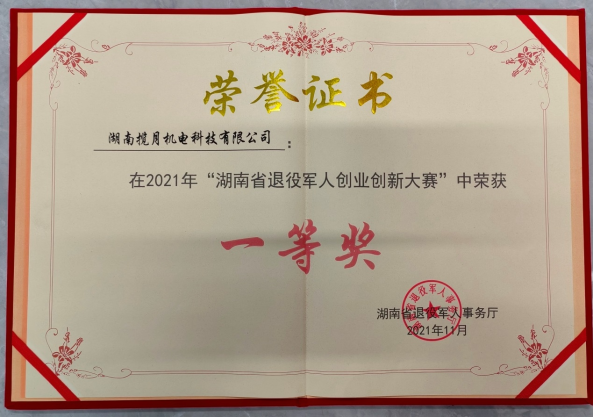 荣誉证书
湖南揽月机电科技有限公司：
在2021年“湖南省退役军人创业创新大赛”中荣获
一等奖
湖南省退役军人事务厅
2021年11月